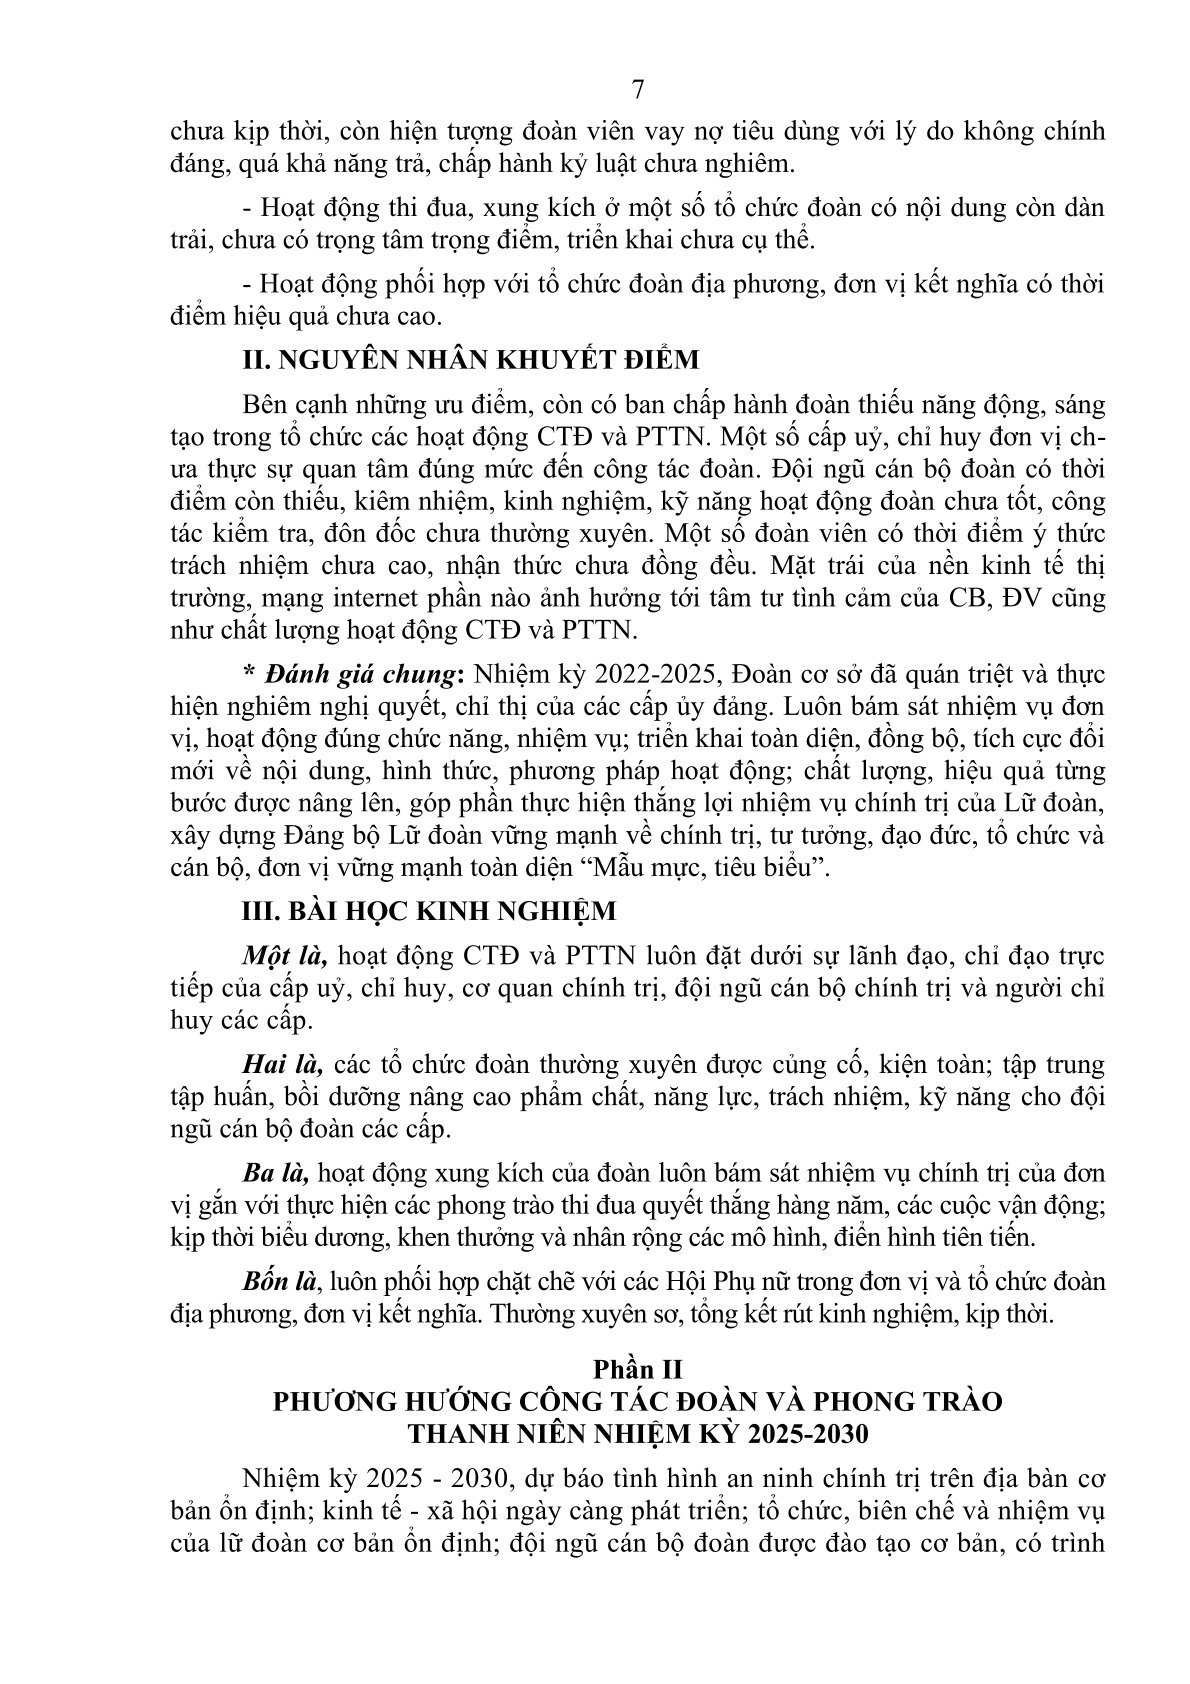 7
chưa kịp thời, còn hiện tượng đoàn viên vay nợ tiêu dùng với lý do không chính
đáng, quá khả năng trả, chấp hành kỷ luật chưa nghiêm.
- Hoạt động thi đua, xung kích ở một số tổ chức đoàn có nội dung còn dàn
trải, chưa có trọng tâm trọng điểm, triển khai chưa cụ thể.
- Hoạt động phối hợp với tổ chức đoàn địa phương, đơn vị kết nghĩa có thời
điểm hiệu quả chưa cao.
II. NGUYÊN NHÂN KHUYẾT ĐIỂM
Bên cạnh những ưu điểm, còn có ban chấp hành đoàn thiếu năng động, sáng
tạo trong tổ chức các hoạt động CTĐ và PTTN. Một số cấp uỷ, chỉ huy đơn vị ch-
ưa thực sự quan tâm đúng mức đến công tác đoàn. Đội ngũ cán bộ đoàn có thời
điểm còn thiếu, kiêm nhiệm, kinh nghiệm, kỹ năng hoạt động đoàn chưa tốt, công
tác kiểm tra, đôn đốc chưa thường xuyên. Một số đoàn viên có thời điểm ý thức
trách nhiệm chưa cao, nhận thức chưa đồng đều. Mặt trái của nền kinh tế thị
trường, mạng internet phần nào ảnh hưởng tới tâm tư tình cảm của CB, ĐV cũng
như chất lượng hoạt động CTĐ và PTTN.
* Đánh giá chung: Nhiệm kỳ 2022-2025, Đoàn cơ sở đã quán triệt và thực
hiện nghiêm nghị quyết, chỉ thị của các cấp ủy đảng. Luôn bám sát nhiệm vụ đơn
vị, hoạt động đúng chức năng, nhiệm vụ; triển khai toàn diện, đồng bộ, tích cực đổi
mới về nội dung, hình thức, phương pháp hoạt động; chất lượng, hiệu quả từng
bước được nâng lên, góp phần thực hiện thắng lợi nhiệm vụ chính trị của Lữ đoàn,
xây dựng Đảng bộ Lữ đoàn vững mạnh về chính trị, tư tưởng, đạo đức, tổ chức và
cán bộ, đơn vị vững mạnh toàn diện “Mẫu mực, tiêu biểu”.
III. BÀI HỌC KINH NGHIỆM
Một là, hoạt động CTĐ và PTTN luôn đặt dưới sự lãnh đạo, chỉ đạo trực
tiếp của cấp uỷ, chỉ huy, cơ quan chính trị, đội ngũ cán bộ chính trị và người chỉ
huy các cấp.
Hai là, các tổ chức đoàn thường xuyên được củng cố, kiện toàn; tập trung
tập huấn, bồi dưỡng nâng cao phẩm chất, năng lực, trách nhiệm, kỹ năng cho đội
ngũ cán bộ đoàn các cấp.
Ba là, hoạt động xung kích của đoàn luôn bám sát nhiệm vụ chính trị của đơn
vị gắn với thực hiện các phong trào thi đua quyết thắng hàng năm, các cuộc vận động;
kịp thời biểu dương, khen thưởng và nhân rộng các mô hình, điển hình tiên tiến.
Bốn là, luôn phối hợp chặt chẽ với các Hội Phụ nữ trong đơn vị và tổ chức đoàn
địa phương, đơn vị kết nghĩa. Thường xuyên sơ, tổng kết rút kinh nghiệm, kịp thời.
Phần II
PHƯƠNG HƯỚNG CÔNG TÁC ĐOÀN VÀ PHONG TRÀO
THANH NIÊN NHIỆM KỲ 2025-2030
Nhiệm kỳ 2025 - 2030, dự báo tình hình an ninh chính trị trên địa bàn cơ
bản ổn định; kinh tế - xã hội ngày càng phát triển; tổ chức, biên chế và nhiệm vụ
của lữ đoàn cơ bản ổn định; đội ngũ cán bộ đoàn được đào tạo cơ bản, có trình